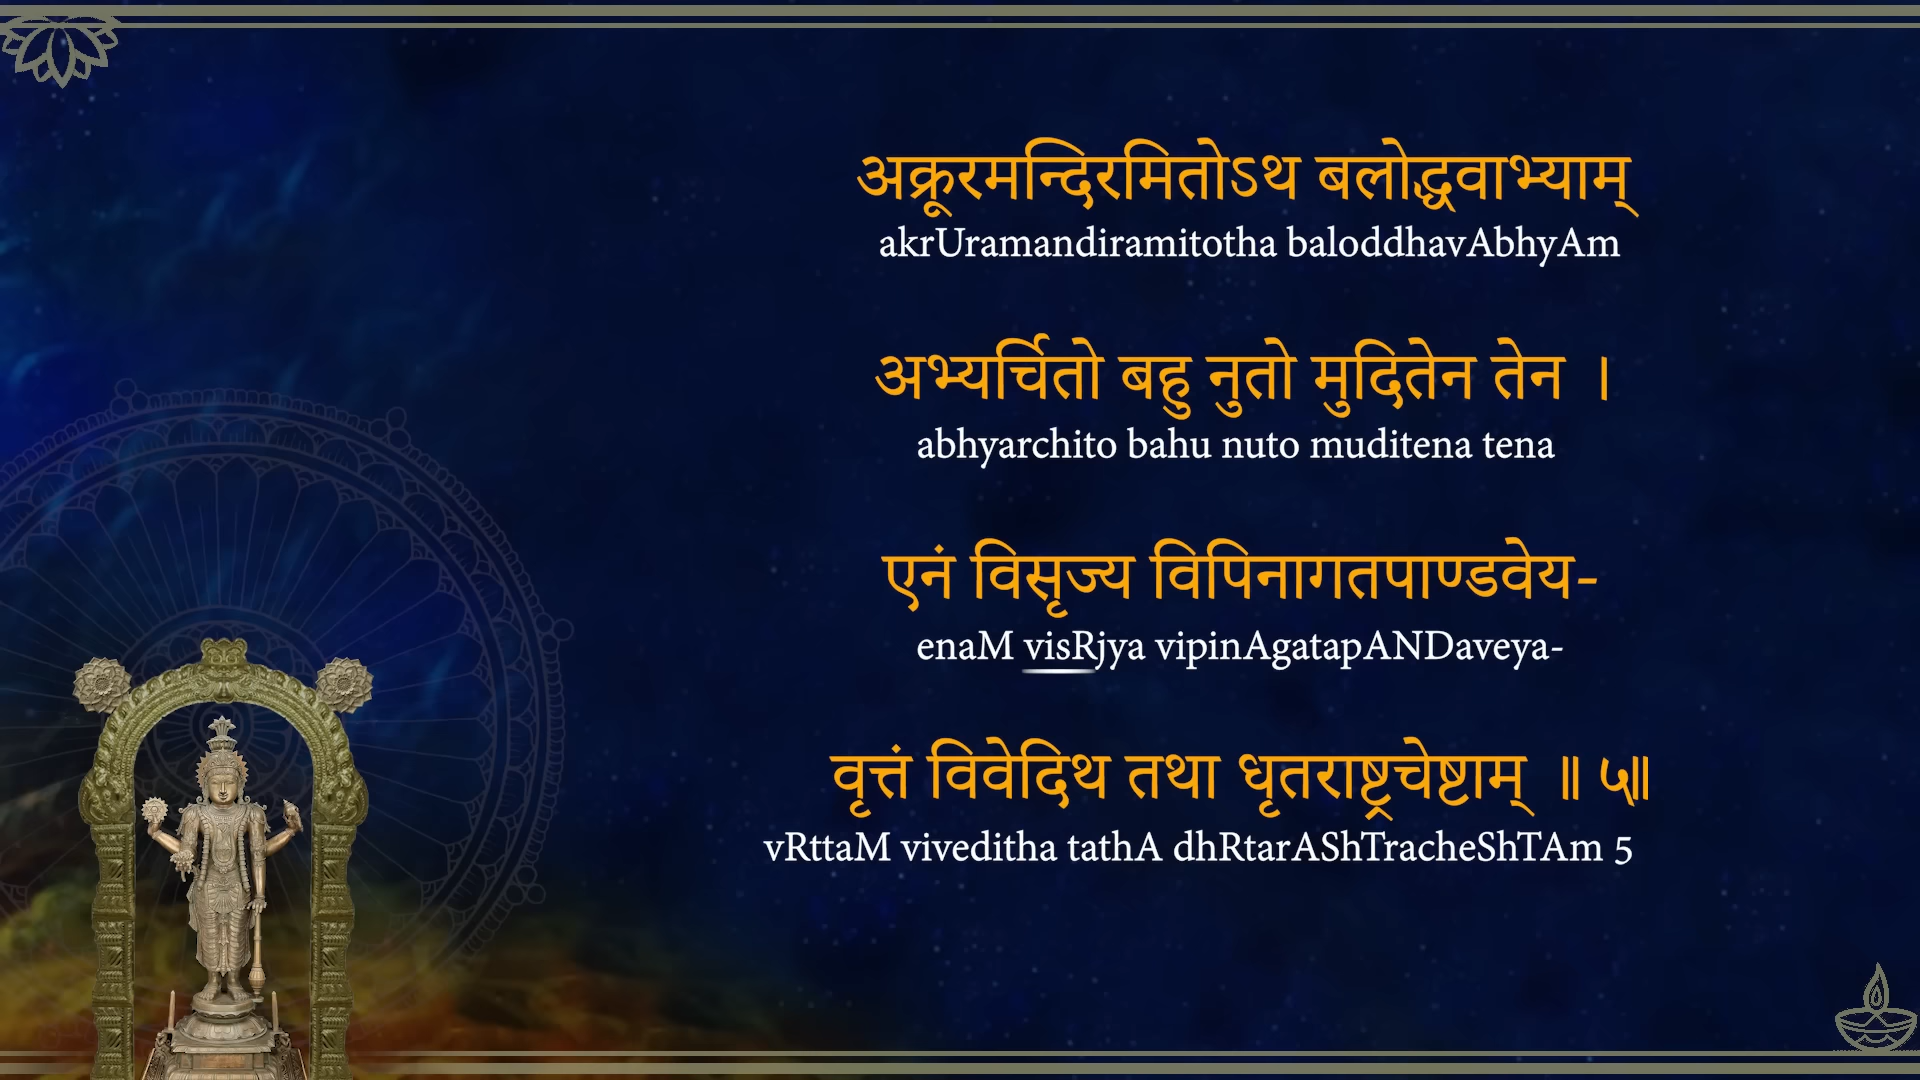 अक्रूरमन्दिरमितोऽथ बलोद्धवाभ्याम्
akrUramandiramitotha baloddhavAbhyAm
अभ्यर्चितो बहु नुतो मुदितेन तेन ।
abhyarchito bahu nuto muditena tena
एनं विसृज्य विपिनागतपाण्डवेय-
enaM visRjya vipinAgatapANDaveya-
वृत्तं विवेदिथ तथा धृतराष्ट्रचेष्टाम् ॥ ५॥
vRttaM viveditha tathA dhRtarAShTracheShTAm 5